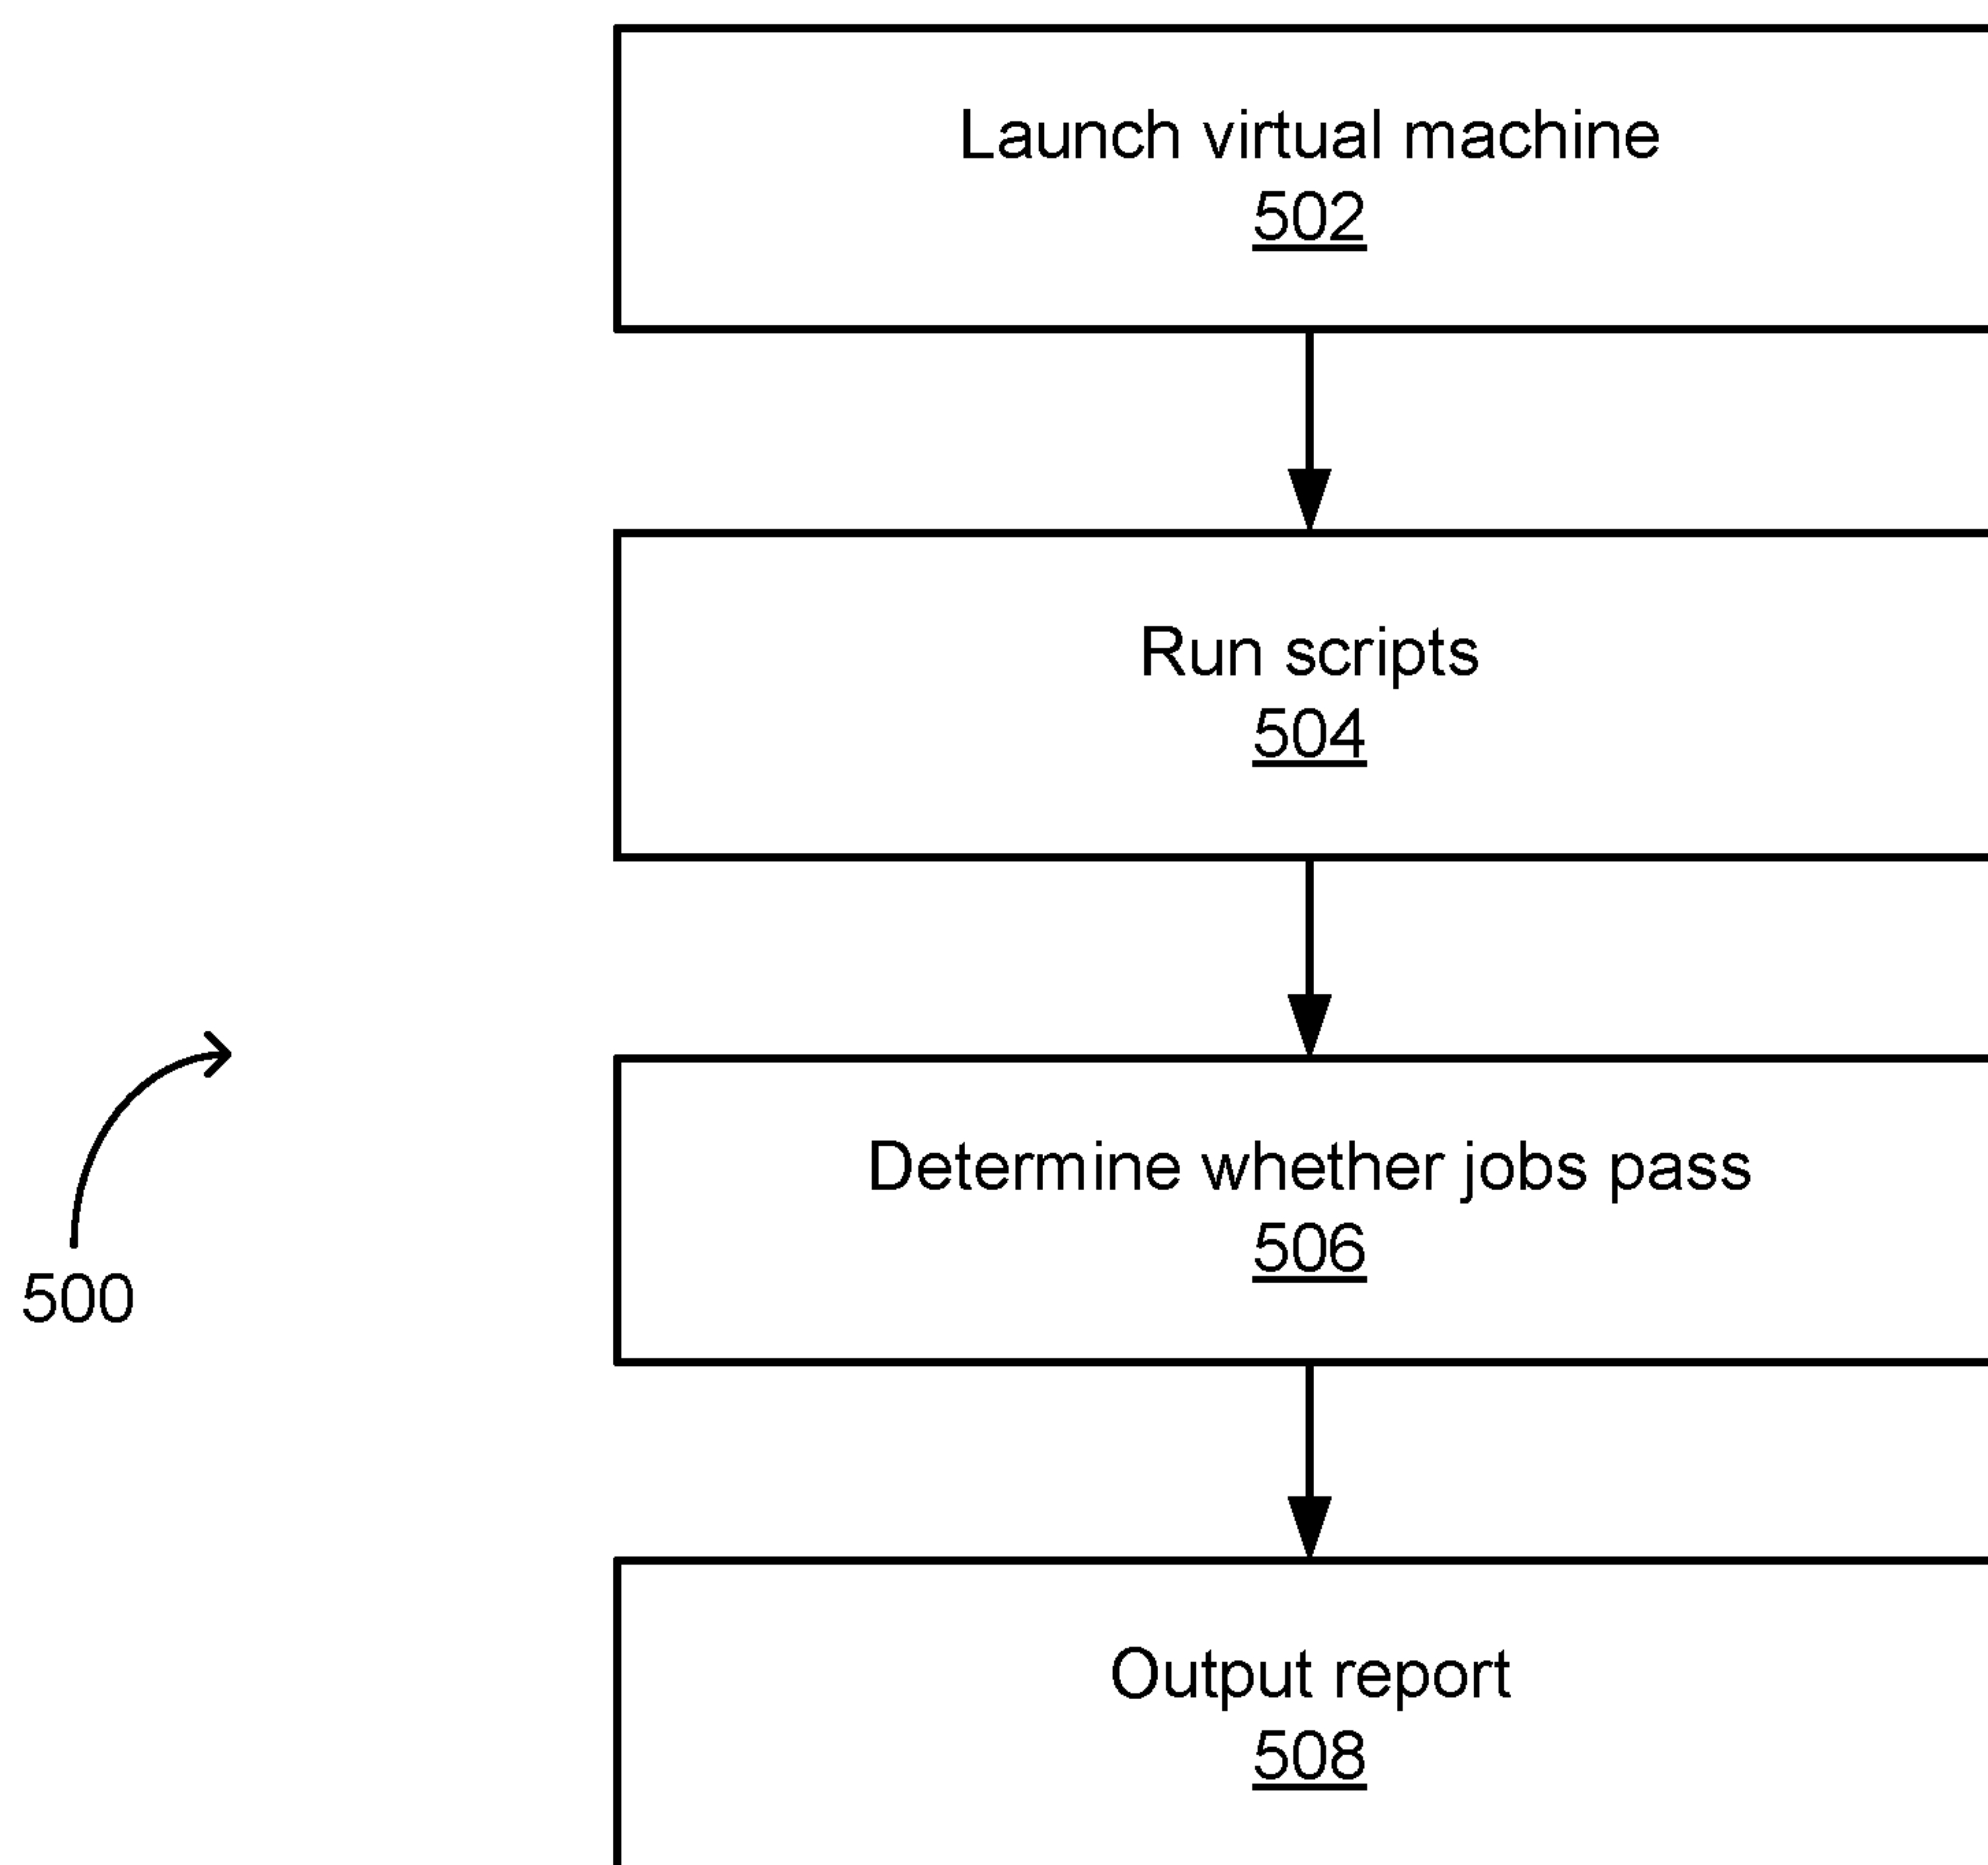 Launch virtual machine
502
Run scripts
504
Determine whether jobs pass
506
500
Output report
508